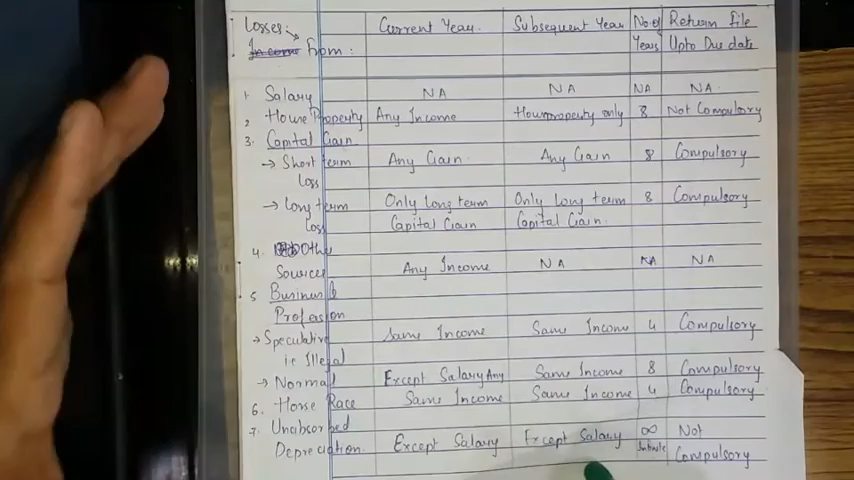 Losses: Current Year. Subsequent Year No. of Return file
Income from: Years Upto Due date
1 Salary NA NA NA NA.
2 House Property Any Income House property only 8 Not Compulsory
3. Capital Gain
→ Short term Any Gain Any Gain 8 Compulsory
Loss
→ Long term Only long term Only long term 8 Compulsory
Loss Capital Gain Capital Gain.
4. Other
Sources Any Income NA NA NA
5 Business &
Profession
→ Speculative Same Income Same Income 4 Compulsory
i.e Illegal
→ Normal Except Salary Any Same Income 8 Compulsory
6. Horse Race Same Income Same Income 4 Compulsory
7. Unabsorbed
Depreciation. Except Salary Except Salary ∞ Not
Infinite Compulsory